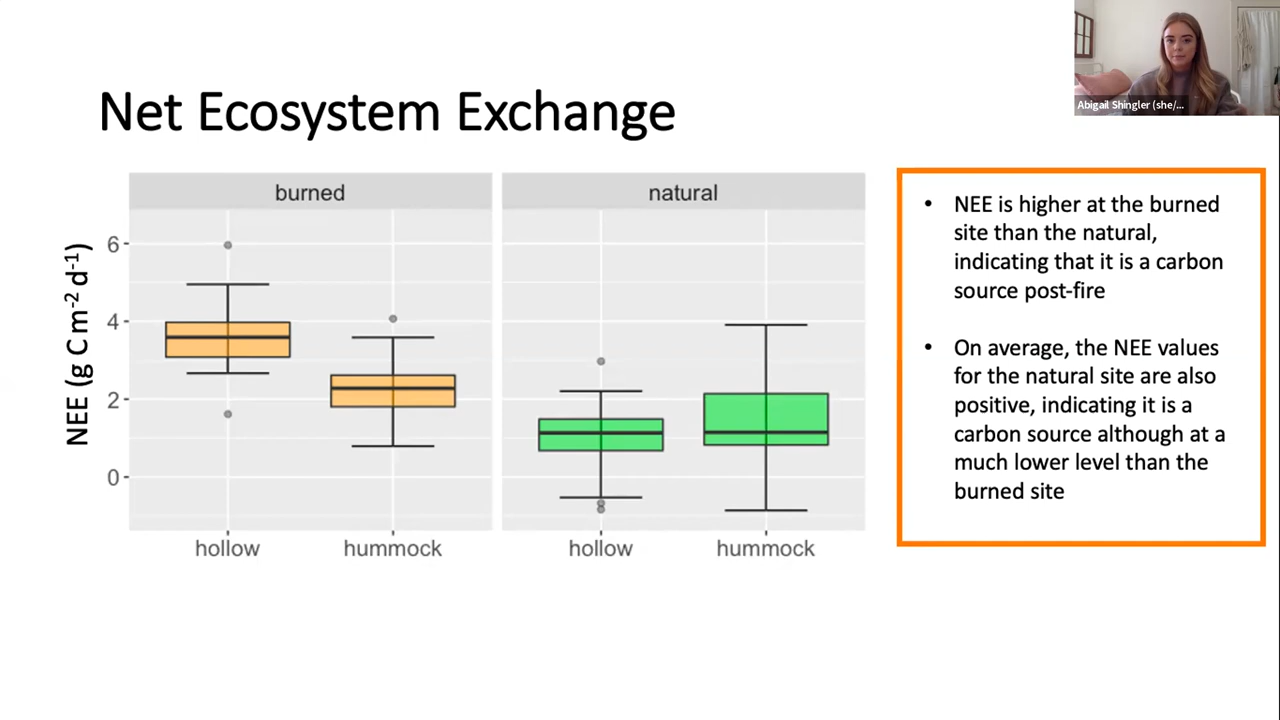 Abigail Shingler (she/...
Net Ecosystem Exchange
burned
natural
NEE (g C m-2 d-1)
6
4
2
0
hollow
hummock
hollow
hummock
• NEE is higher at the burned
site than the natural,
indicating that it is a carbon
source post-fire
• On average, the NEE values
for the natural site are also
positive, indicating it is a
carbon source although at a
much lower level than the
burned site